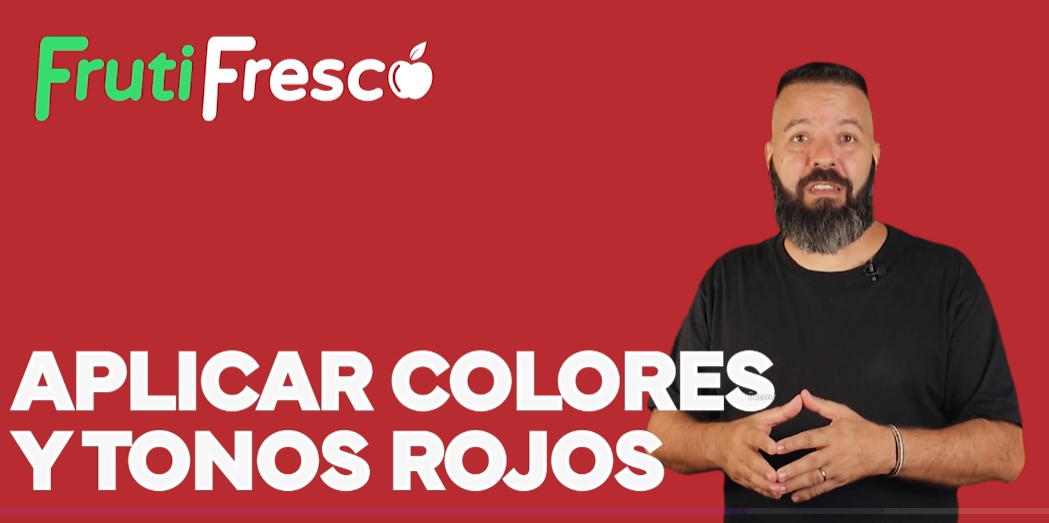 FrutiFresco
APLICAR COLORES
Y TONOS ROJOS